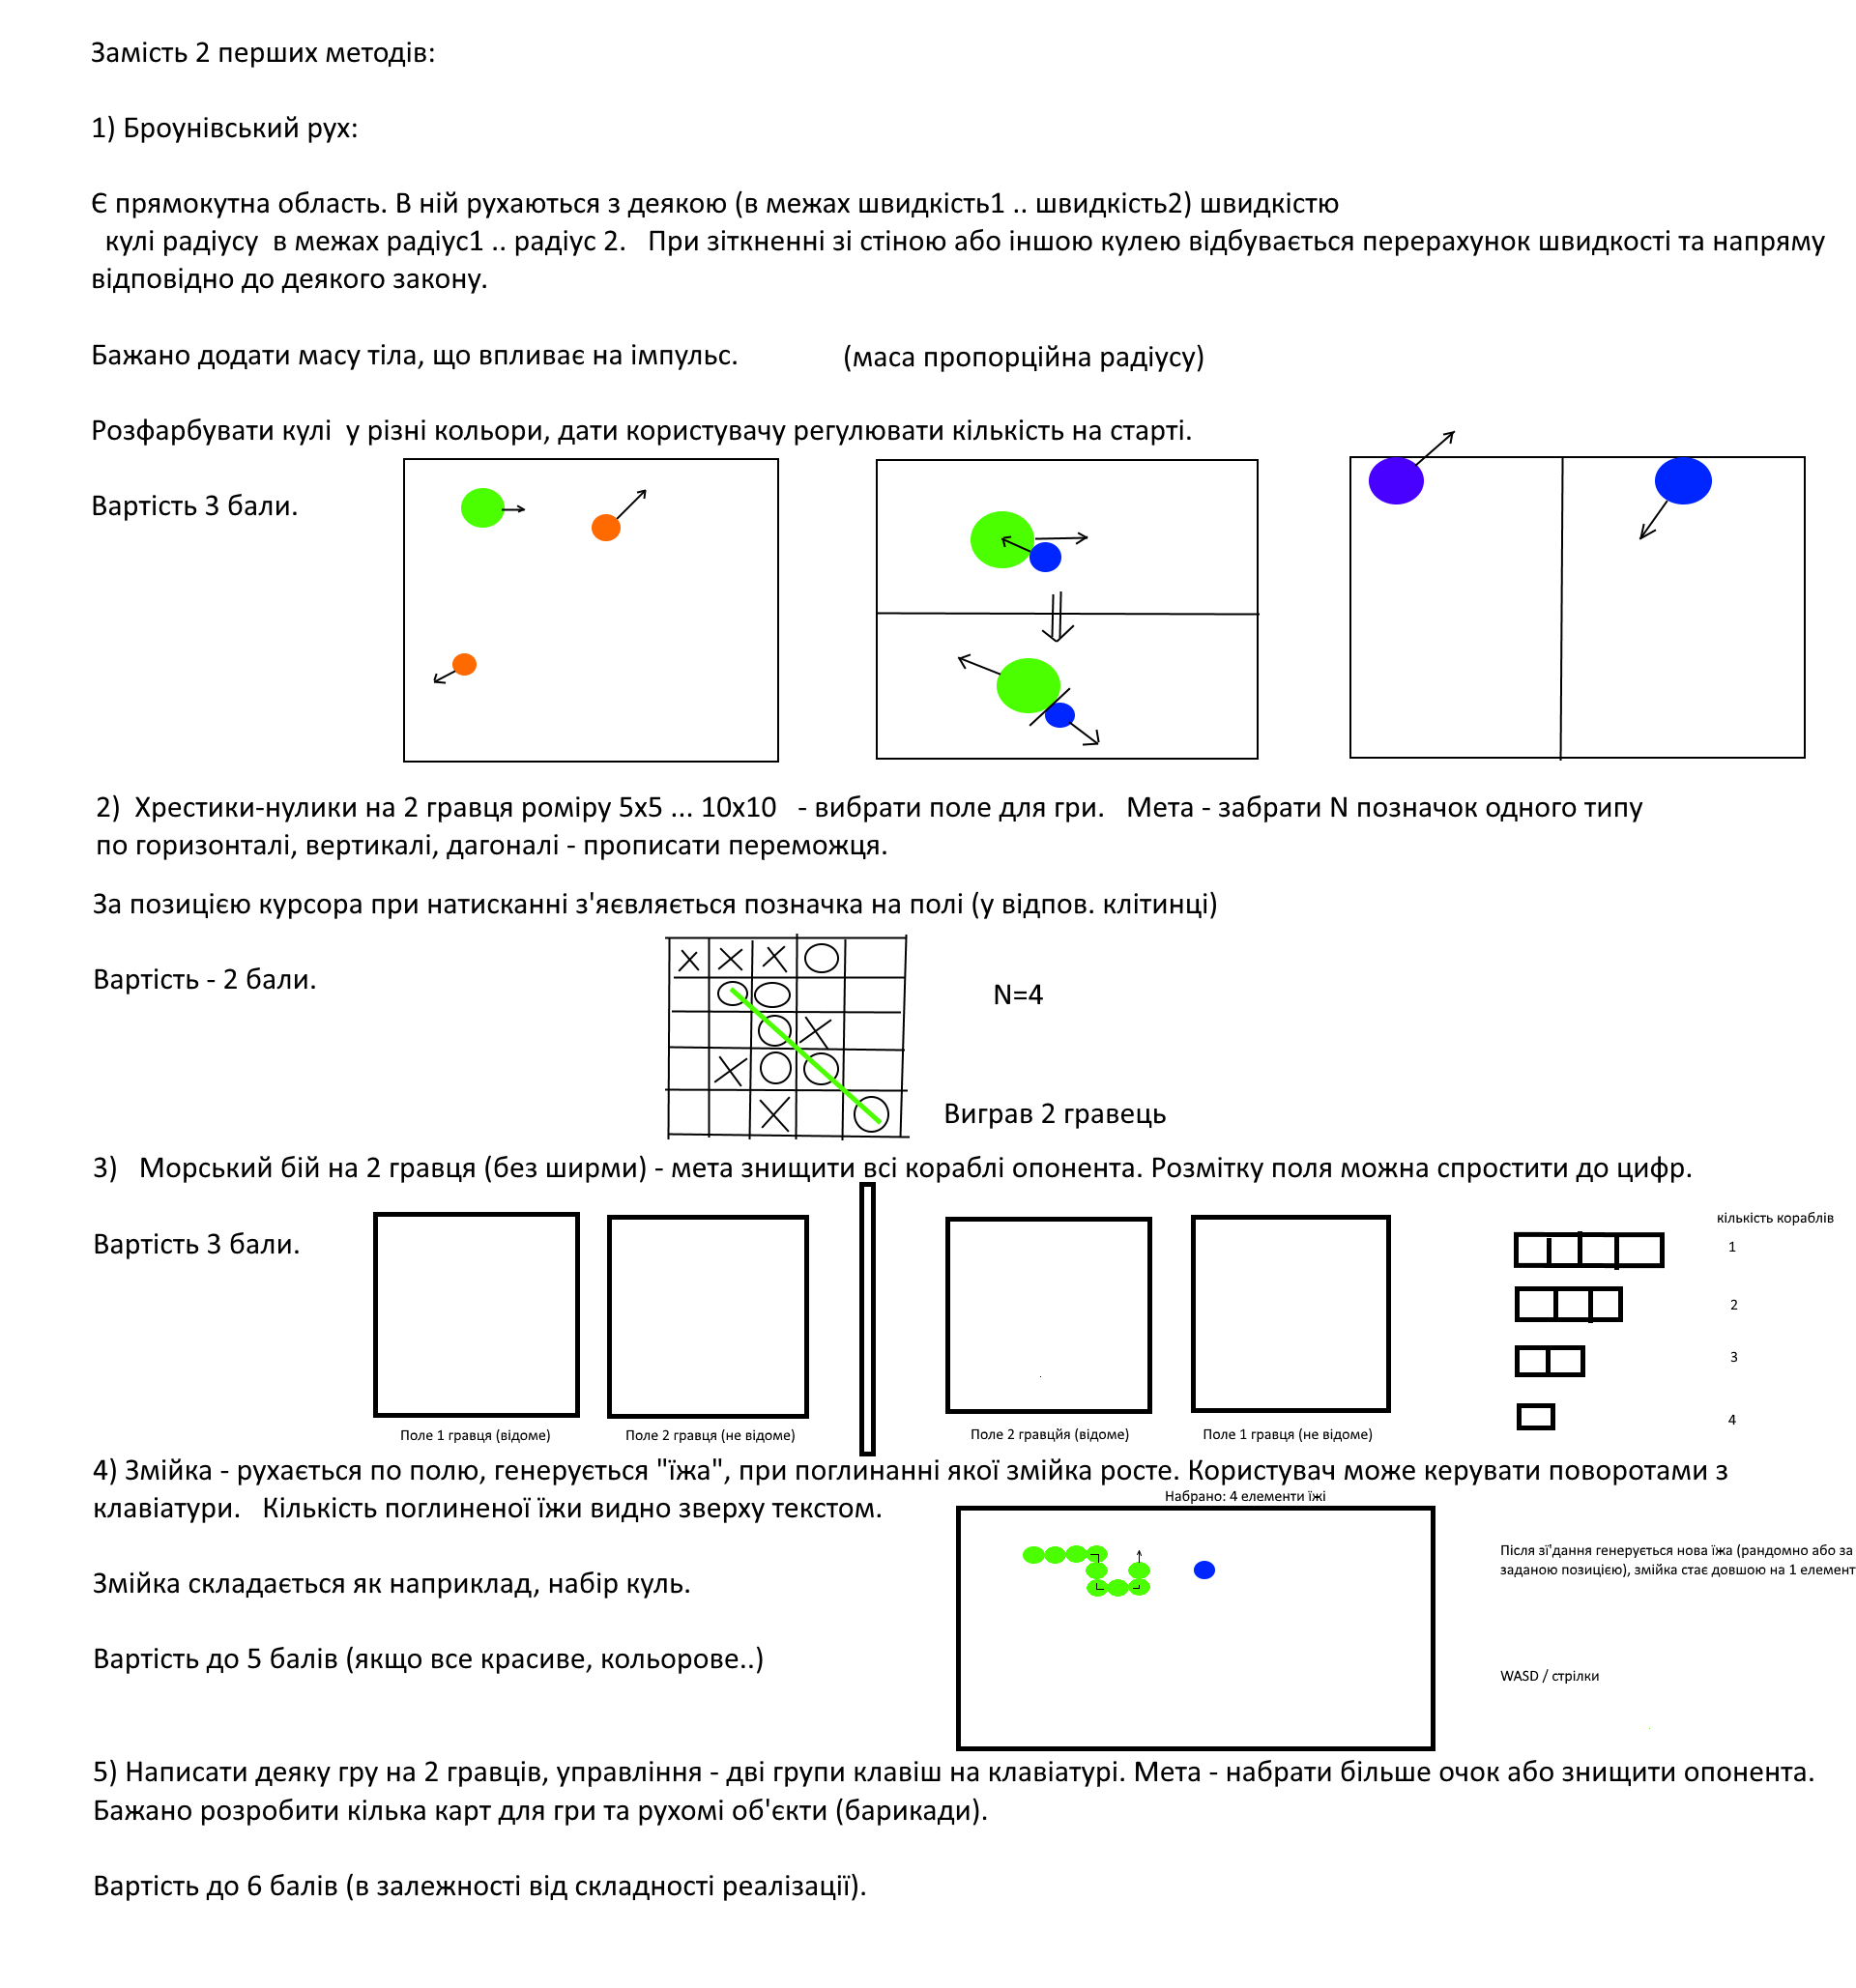 Замість 2 перших методів:
1) Броунівський рух:
Є прямокутна область. В ній рухаються з деякою (в межах швидкість1 .. швидкість2) швидкістю
кулі радіусу в межах радіус1 .. радіус 2. При зіткненні зі стіною або іншою кулею відбувається перерахунок швидкості та напряму
відповідно до деякого закону.
Бажано додати масу тіла, що впливає на імпульс. (маса пропорційна радіусу)
Розфарбувати кулі у різні кольори, дати користувачу регулювати кількість на старті.
Вартість 3 бали.
2) Хрестики-нулики на 2 гравця роміру 5x5 ... 10x10 - вибрати поле для гри. Мета - забрати N позначок одного типу
по горизонталі, вертикалі, дагоналі - прописати переможця.
За позицією курсора при натисканні з'яєвляється позначка на полі (у відпов. клітинці)
Вартість - 2 бали.
N=4
Виграв 2 гравець
3) Морський бій на 2 гравця (без ширми) - мета знищити всі кораблі опонента. Розмітку поля можна спростити до цифр.
Вартість 3 бали.
кількість кораблів
1
2
3
4
Поле 1 гравця (відоме) Поле 2 гравця (не відоме) Поле 2 гравцйя (відоме) Поле 1 гравця (не відоме)
4) Змійка - рухається по полю, генерується "їжа", при поглинанні якої змійка росте. Користувач може керувати поворотами з
клавіатури. Кількість поглиненої їжи видно зверху текстом.
Набрано: 4 елементи їжі
Після зї'дання генерується нова їжа (рандомно або за
заданою позицією), змійка стає довшою на 1 елемент
Змійка складається як наприклад, набір куль.
Вартість до 5 балів (якщо все красиве, кольорове..)
WASD / стрілки
5) Написати деяку гру на 2 гравців, управління - дві групи клавіш на клавіатурі. Мета - набрати більше очок або знищити опонента.
Бажано розробити кілька карт для гри та рухомі об'єкти (барикади).
Вартість до 6 балів (в залежності від складності реалізації).